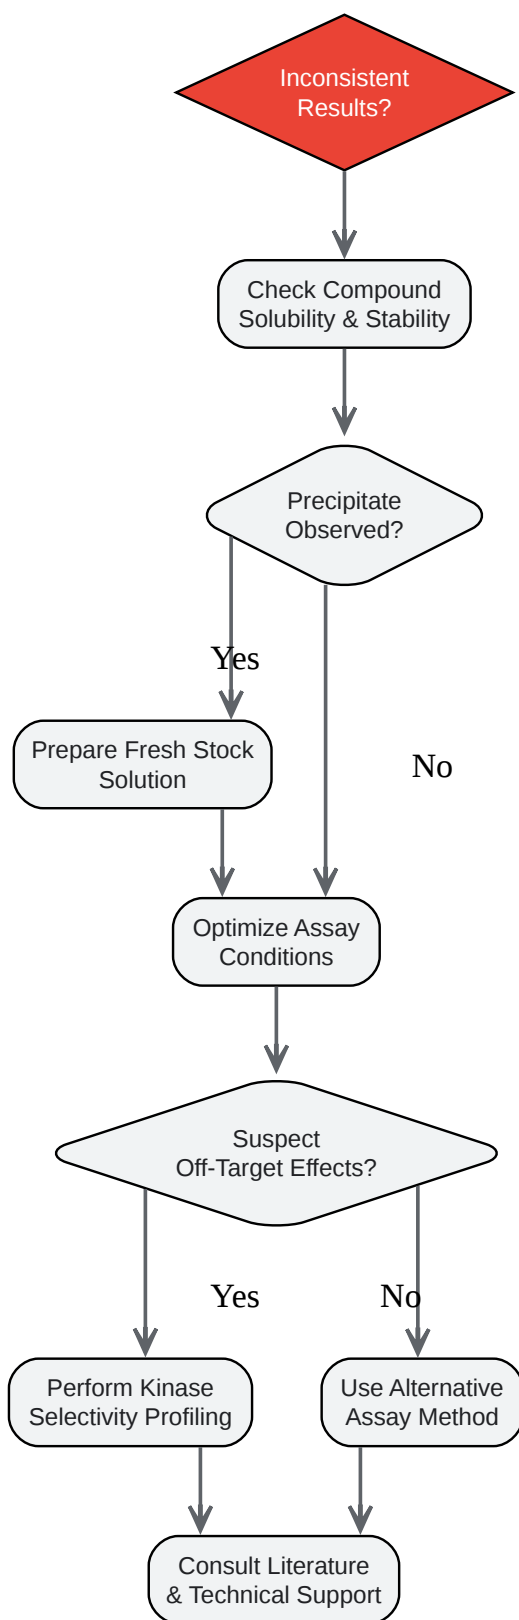 Inconsistent
Results?
Check Compound
Solubility & Stability
Precipitate
Observed?
Yes
No
Prepare Fresh Stock
Solution
Optimize Assay
Conditions
Suspect
Off-Target Effects?
Yes
No
Perform Kinase
Selectivity Profiling
Use Alternative
Assay Method
Consult Literature
& Technical Support